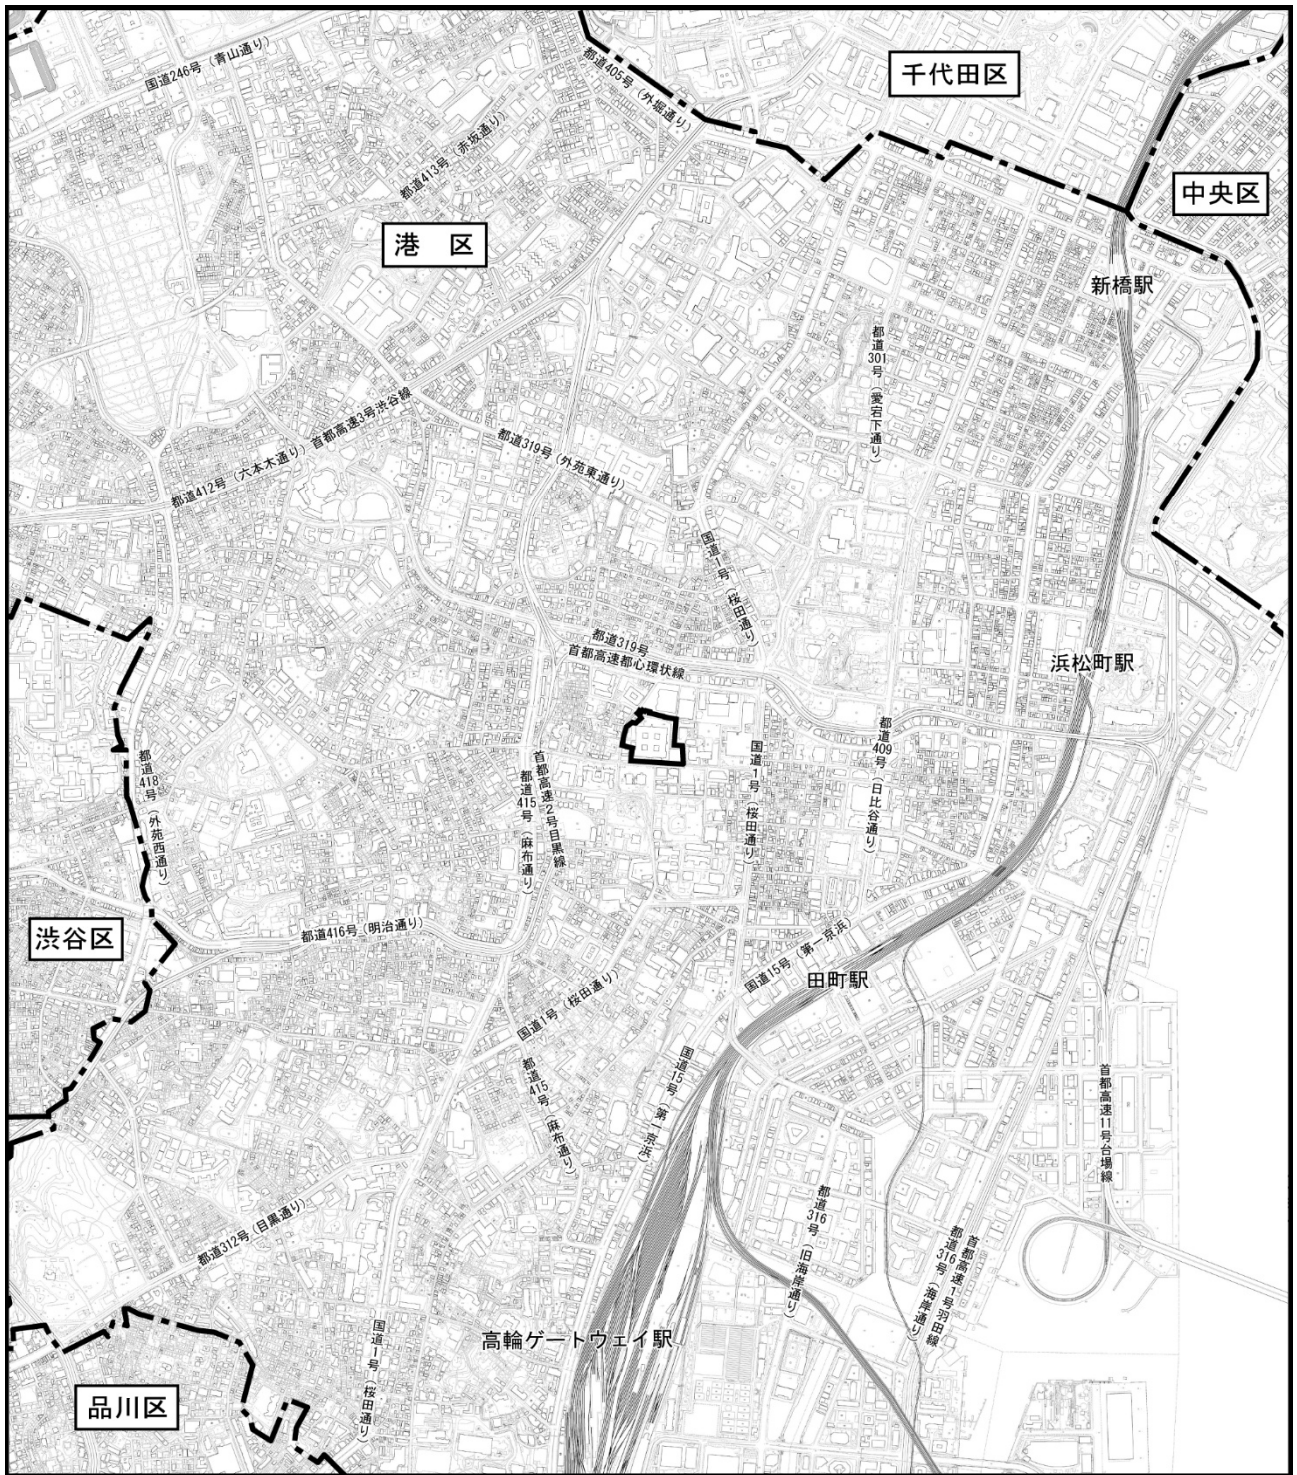 国道246号（青山通り）
都道405号（外堀通り）
千代田区
都道413号（赤坂通り）
中央区
港　区
新橋駅
都道301号（愛宕下通り）
都道412号（六本木通り）首都高速3号渋谷線
都道319号（外苑東通り）
国道1号（桜田通り）
都道319号
首都高速都心環状線
浜松町駅
都道418号（外苑西通り）
首都高速2号目黒線
都道415号（麻布通り）
国道1号（桜田通り）
都道409号（日比谷通り）
渋谷区
都道416号（明治通り）
国道15号（第一京浜）
田町駅
国道1号（桜田通り）
都道415号（麻布通り）
国道15号（第一京浜）
首都高速11号台場線
都道316号（旧海岸通り）
首都高速1号羽田線
都道316号（海岸通り）
都道312号（目黒通り）
国道1号（桜田通り）
高輪ゲートウェイ駅
品川区